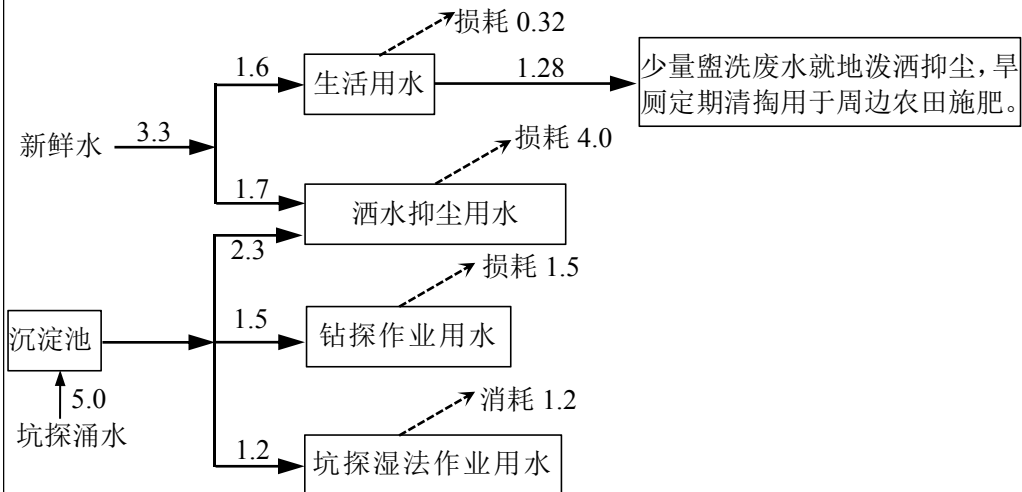 损耗 0.32
1.6
生活用水
1.28
少量盥洗废水就地泼洒抑尘，旱
厕定期清掏用于周边农田施肥。
新鲜水
3.3
损耗 4.0
1.7
洒水抑尘用水
2.3
损耗 1.5
沉淀池
1.5
钻探作业用水
5.0
坑探涌水
消耗 1.2
1.2
坑探湿法作业用水